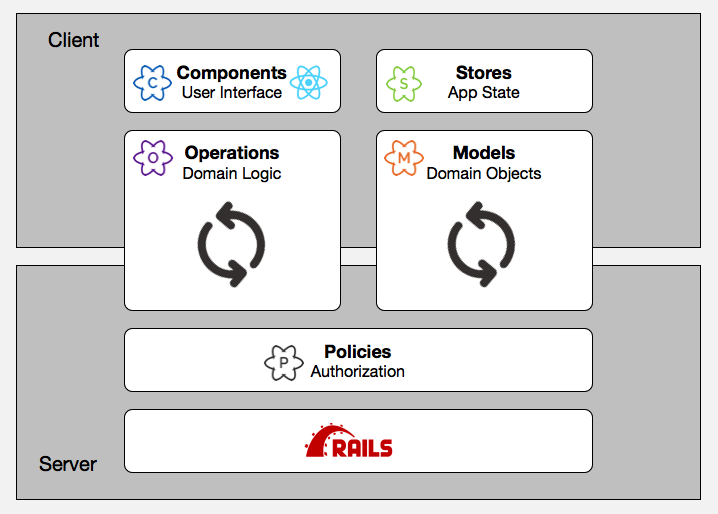 Client
C
Components
User Interface
S
Stores
App State
O
Operations
Domain Logic
M
Models
Domain Objects
P
Policies
Authorization
RAILS
Server